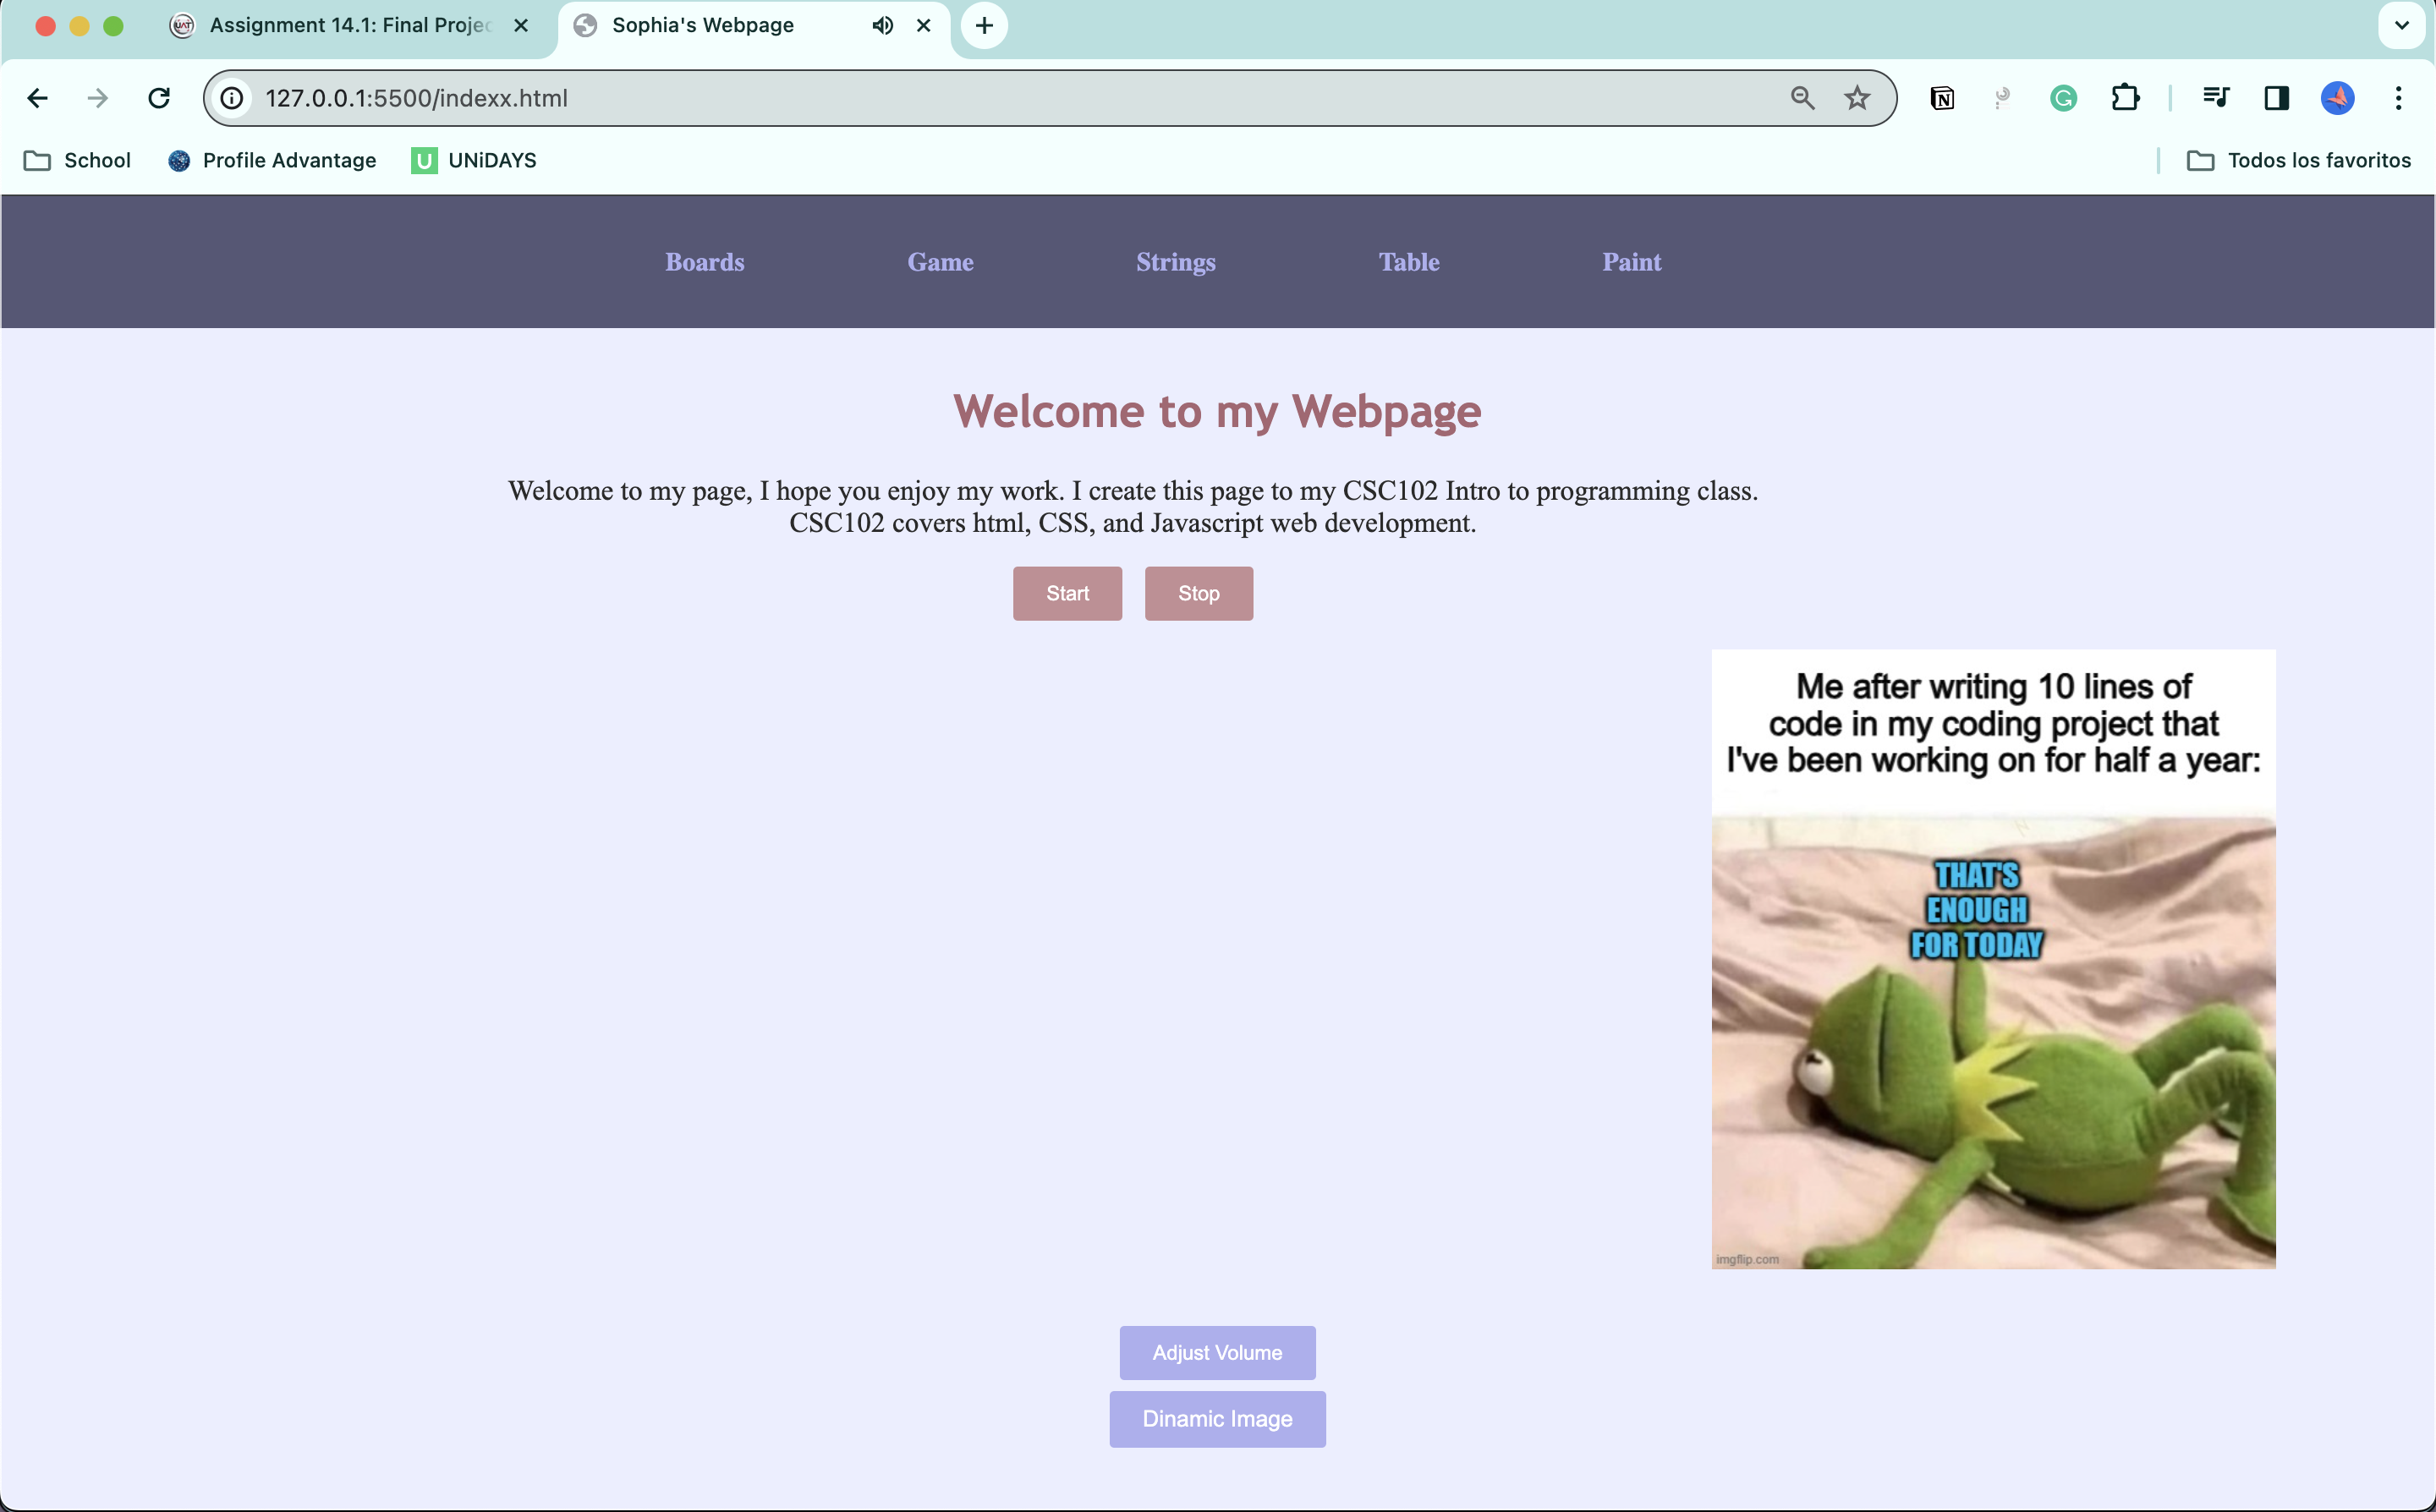 Assignment 14.1: Final Projec
Sophia's Webpage
127.0.0.1:5500/indexx.html
School
Profile Advantage
U UNiDAYS
Todos los favoritos
Boards
Game
Strings
Table
Paint
Welcome to my Webpage
Welcome to my page, I hope you enjoy my work. I create this page to my CSC102 Intro to programming class.
CSC102 covers html, CSS, and Javascript web development.
Start
Stop
Me after writing 10 lines of
code in my coding project that
I've been working on for half a year:
THAT'S
ENOUGH
FOR TODAY
imgflip.com
Adjust Volume
Dinamic Image